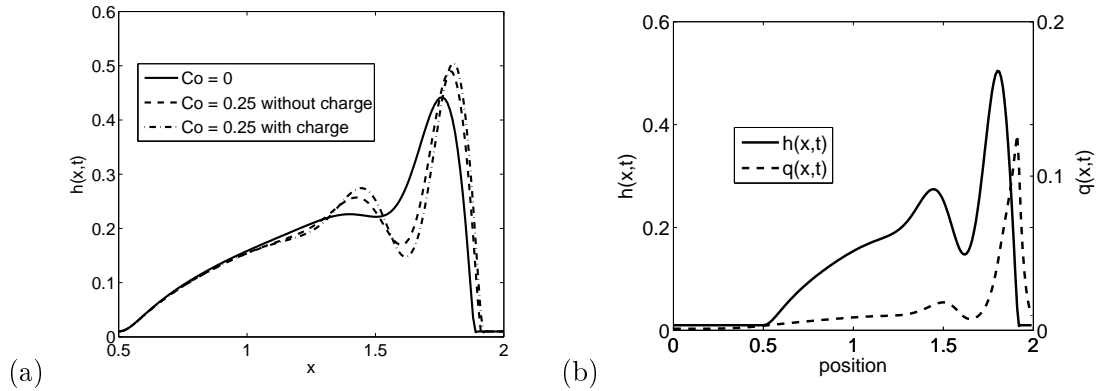 0.6
0.5
0.4
0.3
0.2
0.1
0
h(x,t)
Co = 0
Co = 0.25 without charge
Co = 0.25 with charge
0.5
1
1.5
2
x
(a)
0.6
0.4
0.2
0
h(x,t)
h(x,t)
q(x,t)
0.2
0.1
0
q(x,t)
0
0.5
1
1.5
2
position
(b)